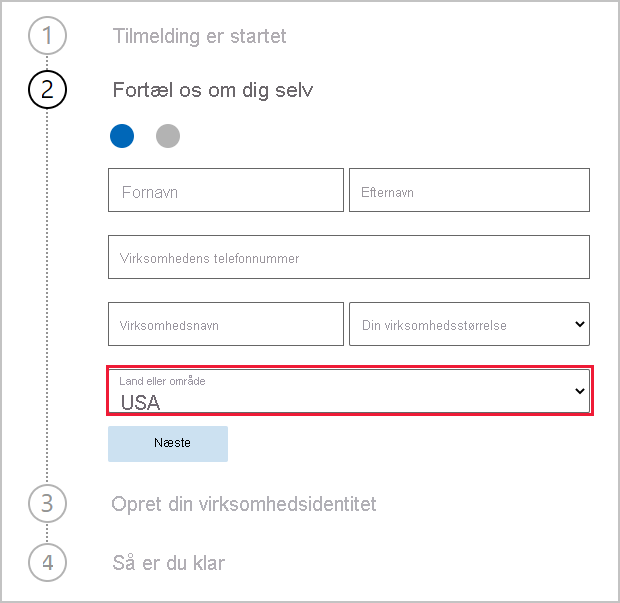 1 Tilmelding er startet
2 Fortæl os om dig selv
Fornavn Efternavn
Virksomhedens telefonnummer
Virksomhedsnavn Din virksomhedsstørrelse
Land eller område
USA
Næste
3 Opret din virksomhedsidentitet
4 Så er du klar